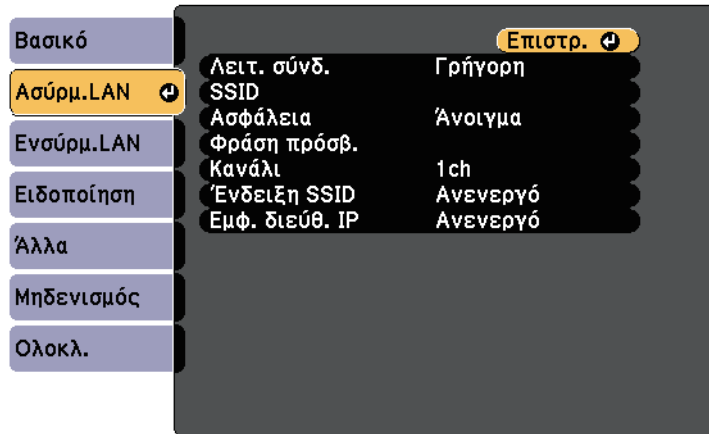 Βασικό
Ασύρμ.LAN
Ενσύρμ.LAN
Ειδοποίηση
Άλλα
Μηδενισμός
Ολοκλ.
Επιστρ.
Λειτ. σύνδ. Γρήγορη
SSID
Ασφάλεια Άνοιγμα
Φράση πρόσβ.
Κανάλι 1ch
Ένδειξη SSID Ανενεργό
Εμφ. διεύθ. IP Ανενεργό